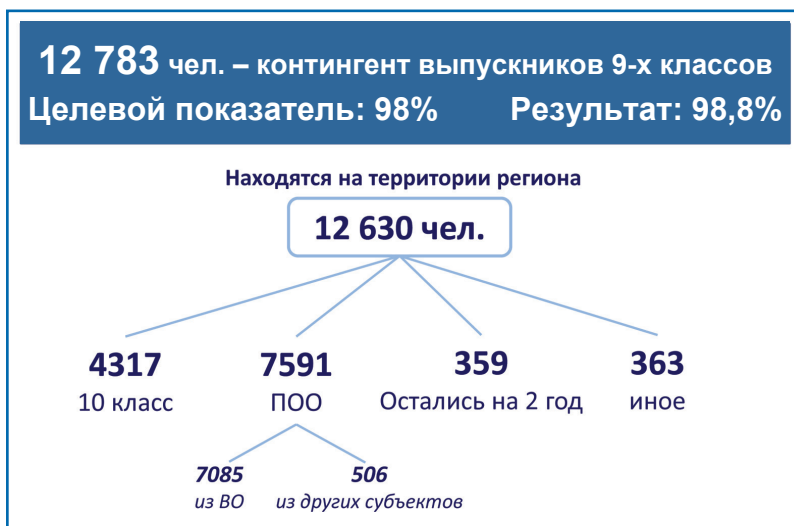 12 783 чел. – контингент выпускников 9-х классов
Целевой показатель: 98% Результат: 98,8%
Находятся на территории региона
12 630 чел.
4317 7591 359 363
10 класс ПОО Остались на 2 год иное
7085 506
из ВО из других субъектов